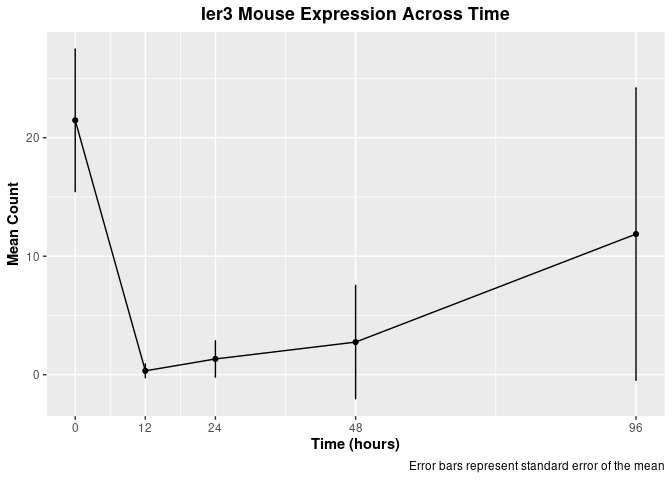 Ier3 Mouse Expression Across Time
Mean Count
20
10
0
0 12 24 48 96
Time (hours)
Error bars represent standard error of the mean